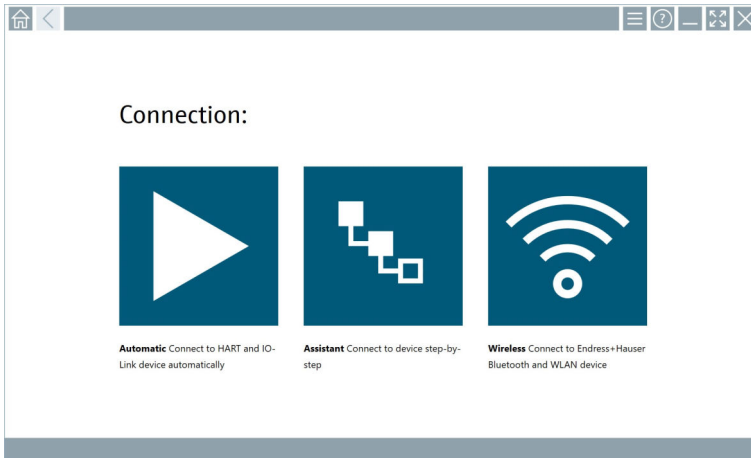 Connection:
Automatic Connect to HART and IO-
Link device automatically
Assistant Connect to device step-by-
step
Wireless Connect to Endress+Hauser
Bluetooth and WLAN device